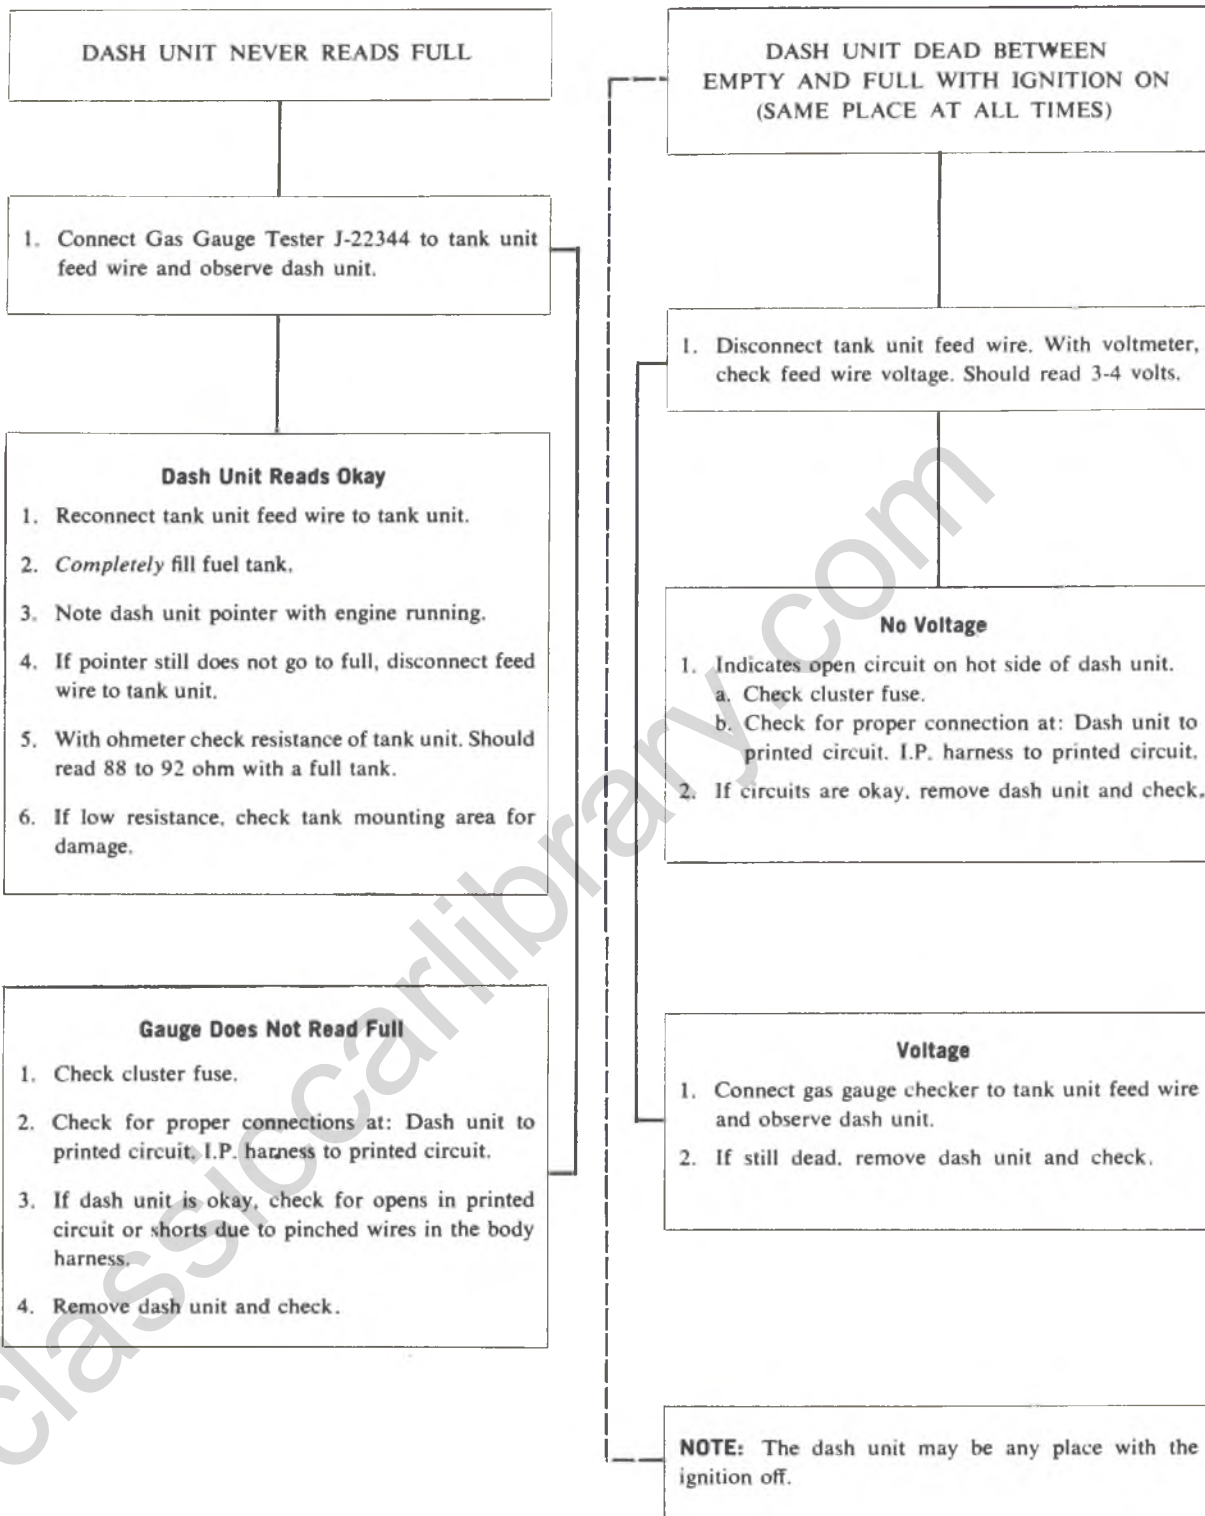 DASH UNIT NEVER READS FULL
1. Connect Gas Gauge Tester J-22344 to tank unit
feed wire and observe dash unit.
Dash Unit Reads Okay
1. Reconnect tank unit feed wire to tank unit.
2. Completely fill fuel tank.
3. Note dash unit pointer with engine running.
4. If pointer still does not go to full, disconnect feed
wire to tank unit.
5. With ohmeter check resistance of tank unit. Should
read 88 to 92 ohm with a full tank.
6. If low resistance, check tank mounting area for
damage.
Gauge Does Not Read Full
1. Check cluster fuse.
2. Check for proper connections at: Dash unit to
printed circuit. I.P. harness to printed circuit.
3. If dash unit is okay, check for opens in printed
circuit or shorts due to pinched wires in the body
harness.
4. Remove dash unit and check.
DASH UNIT DEAD BETWEEN
EMPTY AND FULL WITH IGNITION ON
(SAME PLACE AT ALL TIMES)
1. Disconnect tank unit feed wire. With voltmeter,
check feed wire voltage. Should read 3-4 volts.
No Voltage
1. Indicates open circuit on hot side of dash unit.
a. Check cluster fuse.
b. Check for proper connection at: Dash unit to
printed circuit. I.P. harness to printed circuit.
2. If circuits are okay, remove dash unit and check.
Voltage
1. Connect gas gauge checker to tank unit feed wire
and observe dash unit.
2. If still dead, remove dash unit and check.
NOTE: The dash unit may be any place with the
ignition off.
classiccarlibrary.com